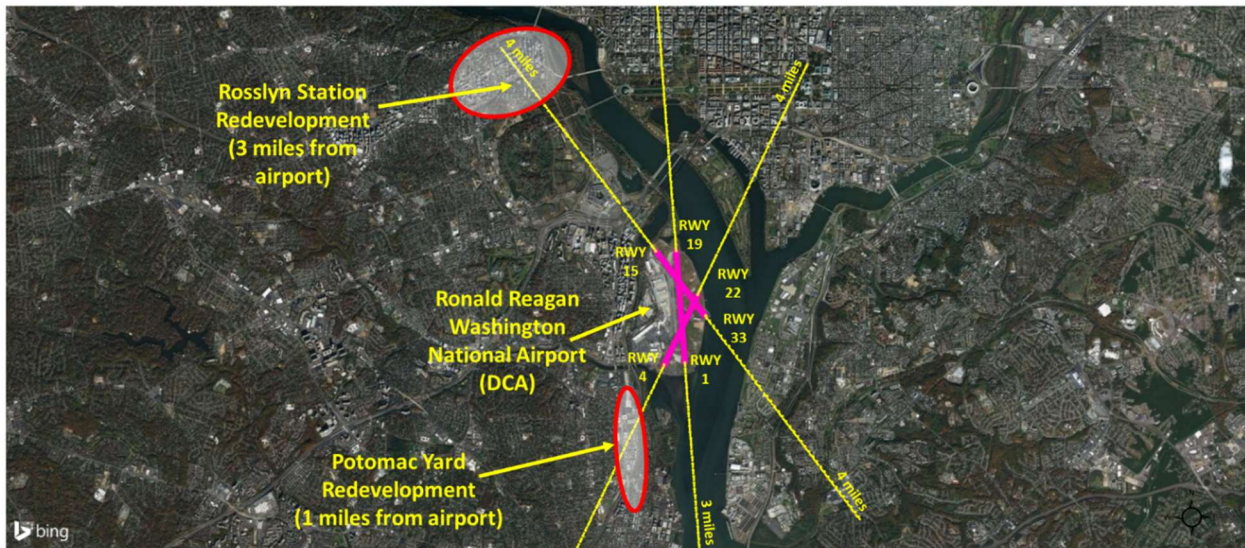 4 miles
Rosslyn Station
Redevelopment
(3 miles from
airport)
4 miles
RWY
19
RWY
15
RWY
22
Ronald Reagan
Washington
National Airport
(DCA)
RWY
33
RWY
4
RWY
1
Potomac Yard
Redevelopment
(1 miles from airport)
4 miles
3 miles
bing